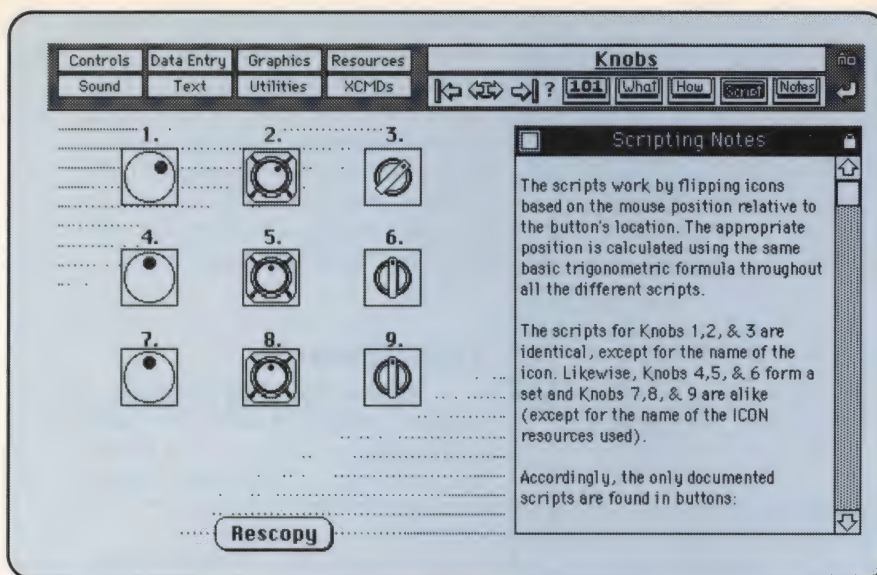 Controls Data Entry Graphics Resources
Sound Text Utilities XCMDs
Knobs
? 101 What How Script Notes
1. 2. 3.
4. 5. 6.
7. 8. 9.
Rescopy
Scripting Notes
The scripts work by flipping icons
based on the mouse position relative to
the button's location. The appropriate
position is calculated using the same
basic trigonometric formula throughout
all the different scripts.
The scripts for Knobs 1,2, & 3 are
identical, except for the name of the
icon. Likewise, Knobs 4,5, & 6 form a
set and Knobs 7,8, & 9 are alike
(except for the name of the ICON
resources used).
Accordingly, the only documented
scripts are found in buttons: